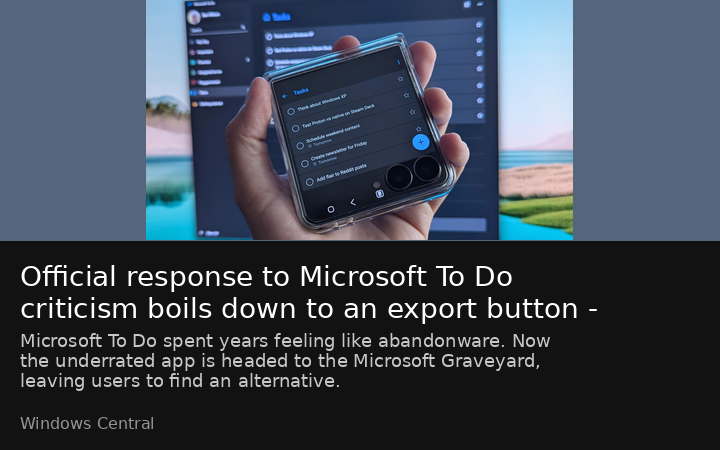 Tasks
Tasks
Think about Windows XP
Test Proton vs native on Steam Deck
Schedule weekend content
Tomorrow
Create newsletter for Friday
Tomorrow
Add flair to Reddit posts
Official response to Microsoft To Do
criticism boils down to an export button -
Microsoft To Do spent years feeling like abandonware. Now
the underrated app is headed to the Microsoft Graveyard,
leaving users to find an alternative.
Windows Central